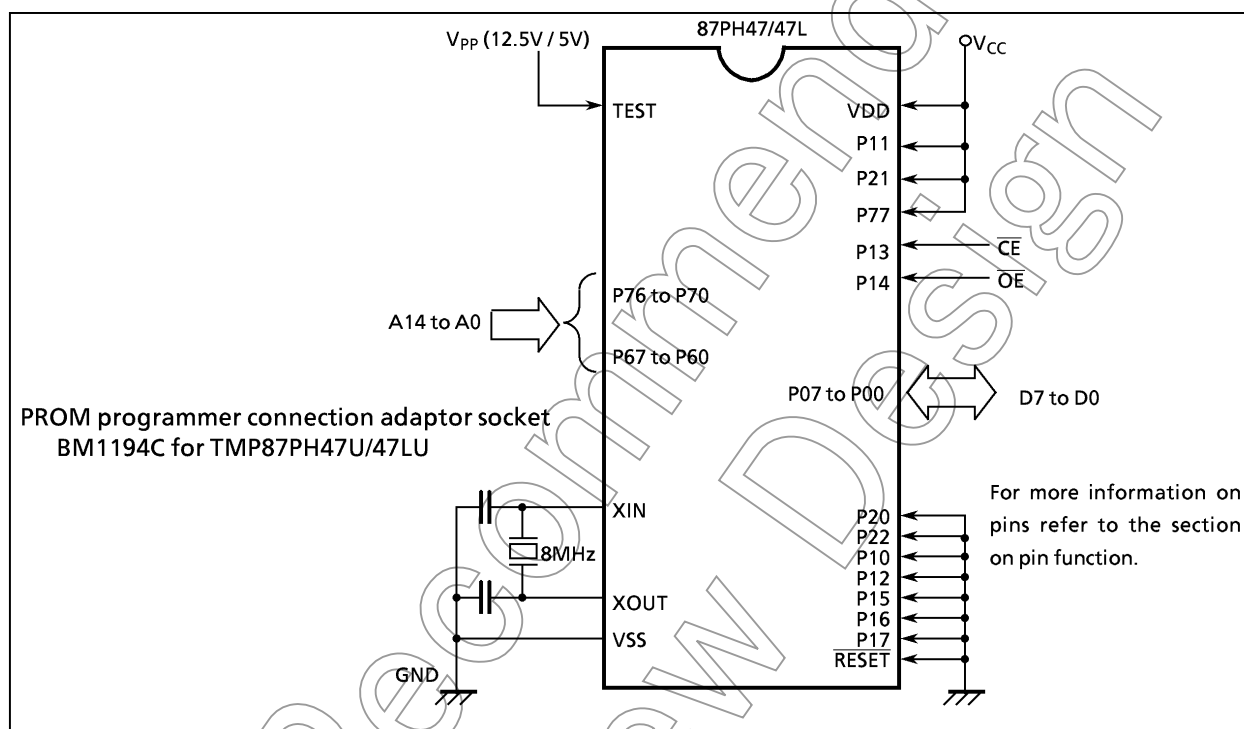 87PH47/47L
VPP (12.5V / 5V)
VCC
TEST
VDD
P11
P21
P77
P13
CE
P14
OE
P76 to P70
A14 to A0
P67 to P60
P07 to P00
D7 to D0
PROM programmer connection adaptor socket
BM1194C for TMP87PH47U/47LU
For more information on
pins refer to the section
on pin function.
XIN
8MHz
XOUT
VSS
GND
P20
P22
P10
P12
P15
P16
P17
RESET
Recommend
ew Design